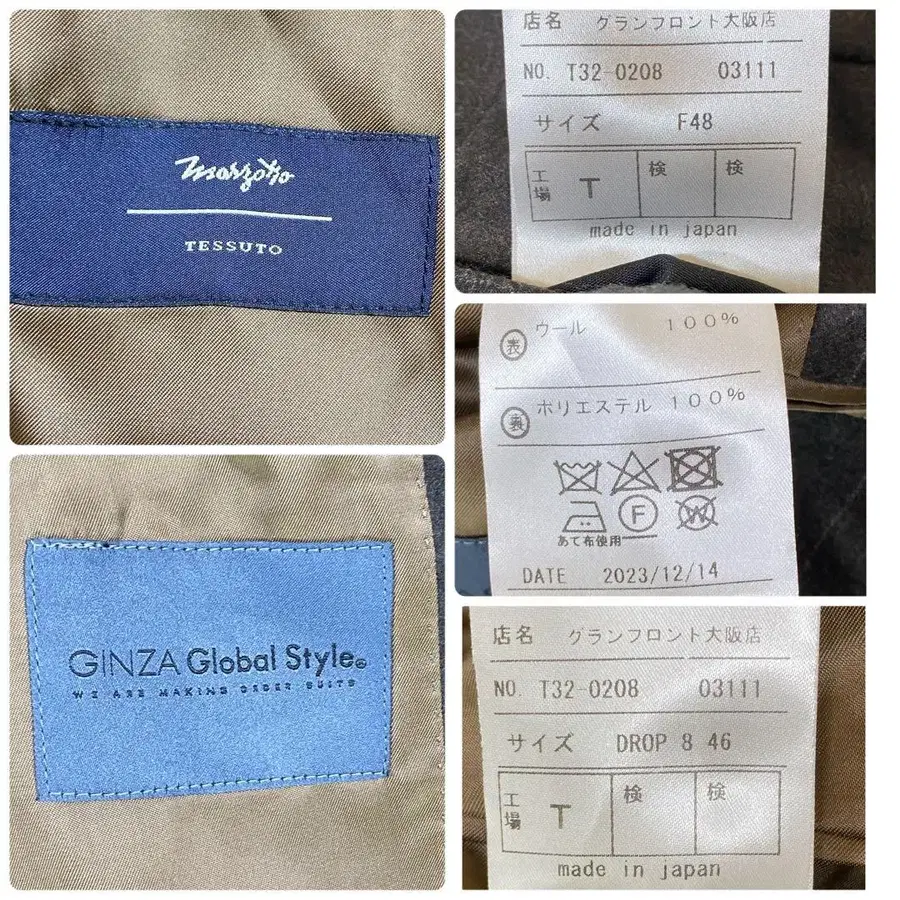 marzotto
TESSUTO
GINZA Global Style®
WE ARE MAKING ORDER SUITS
店名 グランフロント大阪店
NO. T32-0208 03111
サイズ F48
工場 T 検 検
made in japan
表 ウール 100%
裏 ポリエステル 100%
F W
あて布使用
DATE 2023/12/14
店名 グランフロント大阪店
NO. T32-0208 03111
サイズ DROP 8 46
工場 T 検 検
made in japan